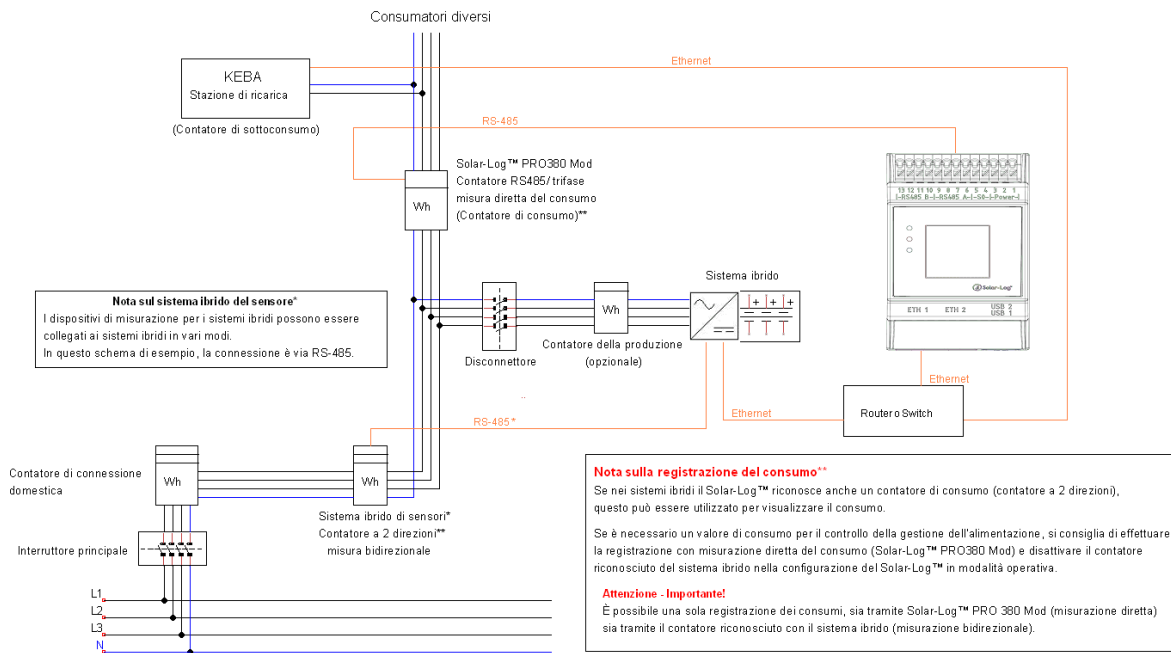 Consumatori diversi
Ethernet
KEBA
Stazione di ricarica
(Contatore di sottoconsumo)
RS-485
Solar-Log™ PRO380 Mod
Contatore RS485/ trifase
misura diretta del consumo
(Contatore di consumo)**
Wh
13 12 11 10 9 8 7 6 5 4 3 2 1
|-RS485 B-|-RS485 A-|-S0-|-Power-|
Solar-Log™
ETH 1 ETH 2 USB 2
USB 1
Sistema ibrido
Wh
Disconnettore
Contatore della produzione
(opzionale)
Nota sul sistema ibrido del sensore*
I dispositivi di misurazione per i sistemi ibridi possono essere
collegati ai sistemi ibridi in vari modi.
In questo schema di esempio, la connessione è via RS-485.
..
Ethernet
Router o Switch
Ethernet
RS-485*
Contatore di connessione
domestica
Wh
Wh
Sistema ibrido di sensori*
Contatore a 2 direzioni**
misura bidirezionale
Interruttore principale
L1
L2
L3
N
Nota sulla registrazione del consumo**
Se nei sistemi ibridi il Solar-Log™ riconosce anche un contatore di consumo (contatore a 2 direzioni),
questo può essere utilizzato per visualizzare il consumo.
Se è necessario un valore di consumo per il controllo della gestione dell'alimentazione, si consiglia di effettuare
la registrazione con misurazione diretta del consumo (Solar-Log™ PRO380 Mod) e disattivare il contatore
riconosciuto del sistema ibrido nella configurazione del Solar-Log™ in modalità operativa.
Attenzione - Importante!
È possibile una sola registrazione dei consumi, sia tramite Solar-Log™ PRO 380 Mod (misurazione diretta)
sia tramite il contatore riconosciuto con il sistema ibrido (misurazione bidirezionale).